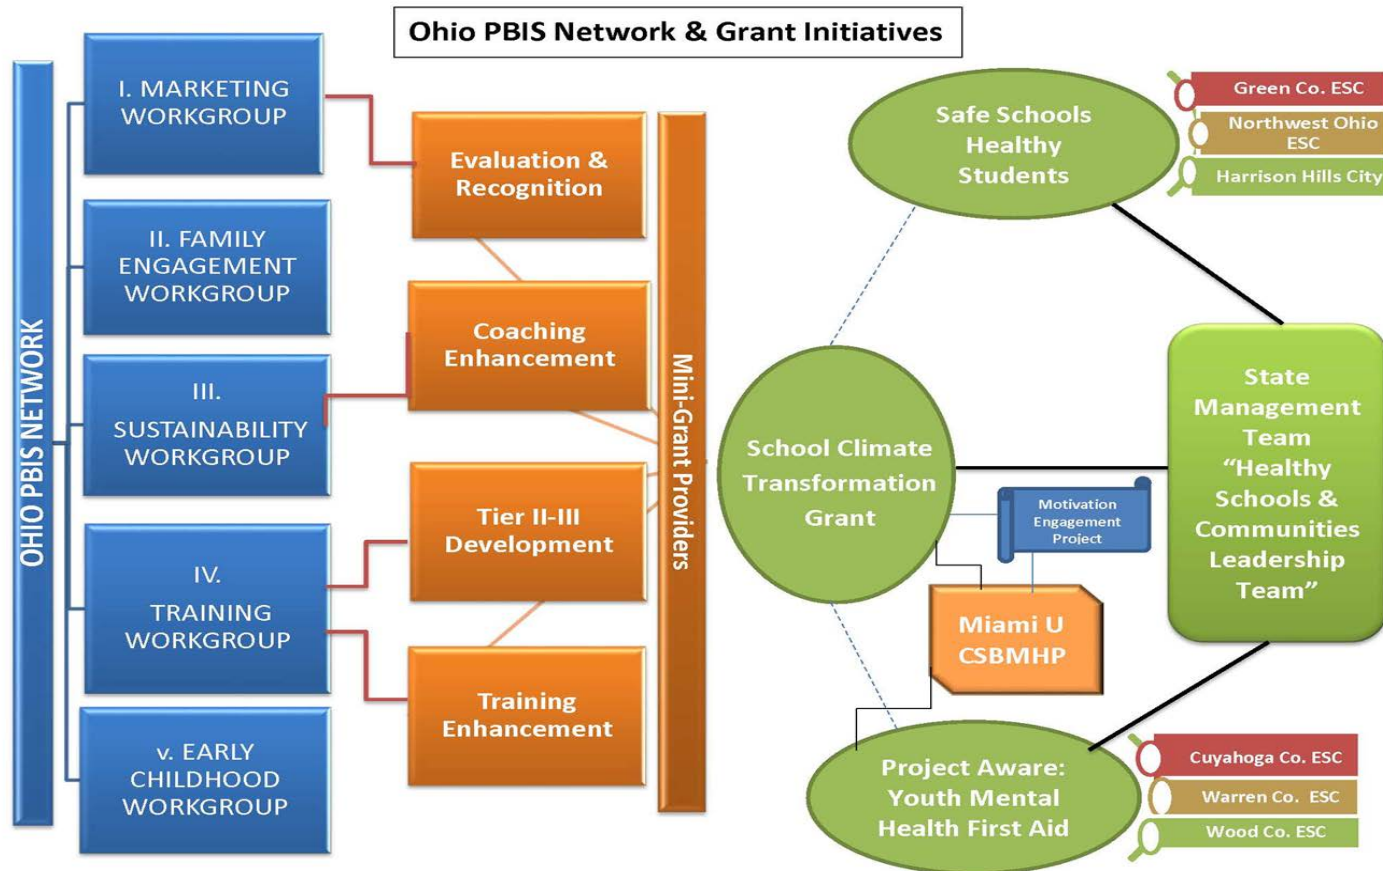 Ohio PBIS Network & Grant Initiatives
OHIO PBIS NETWORK
I. MARKETING
WORKGROUP
II. FAMILY
ENGAGEMENT
WORKGROUP
III.
SUSTAINABILITY
WORKGROUP
IV.
TRAINING
WORKGROUP
v. EARLY
CHILDHOOD
WORKGROUP
Evaluation &
Recognition
Coaching
Enhancement
Tier II-III
Development
Training
Enhancement
Mini-Grant Providers
Safe Schools
Healthy
Students
Green Co. ESC
Northwest Ohio
ESC
Harrison Hills City
School Climate
Transformation
Grant
Motivation
Engagement
Project
Miami U
CSBMHP
State
Management
Team
“Healthy
Schools &
Communities
Leadership
Team”
Project Aware:
Youth Mental
Health First Aid
Cuyahoga Co. ESC
Warren Co. ESC
Wood Co. ESC